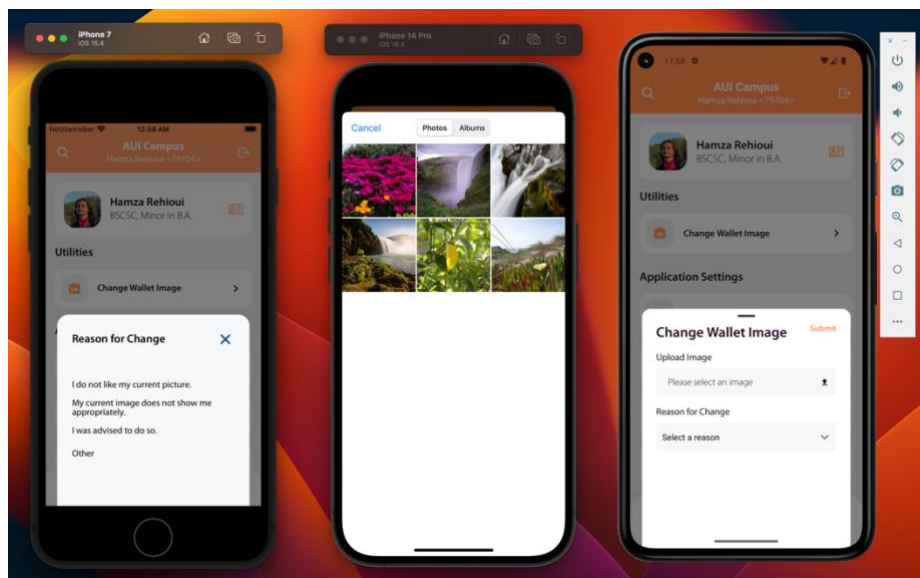 iPhone 7
iOS 15.4
Netzbetreiber 12:58 AM
AUI Campus
Hamza Rehioui <79704>
Hamza Rehioui
BSCSC, Minor in B.A.
Utilities
Change Wallet Image
Reason for Change
I do not like my current picture.
My current image does not show me
appropriately.
I was advised to do so.
Other
iPhone 14 Pro
iOS 16.4
Cancel
Photos
Albums
11:58
AUI Campus
Hamza Rehioui <79704>
Hamza Rehioui
BSCSC, Minor in B.A.
Utilities
Change Wallet Image
Application Settings
Change Wallet Image
Submit
Upload Image
Please select an image
Reason for Change
Select a reason